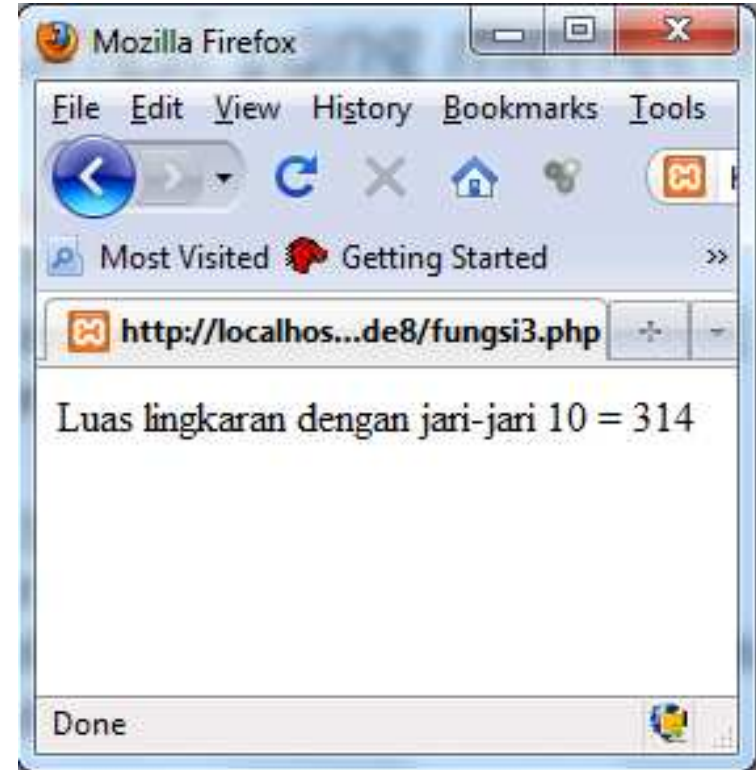 Mozilla Firefox
File Edit View History Bookmarks Tools
Most Visited Getting Started »
http://localhos...de8/fungsi3.php
Luas lingkaran dengan jari-jari 10 = 314
Done